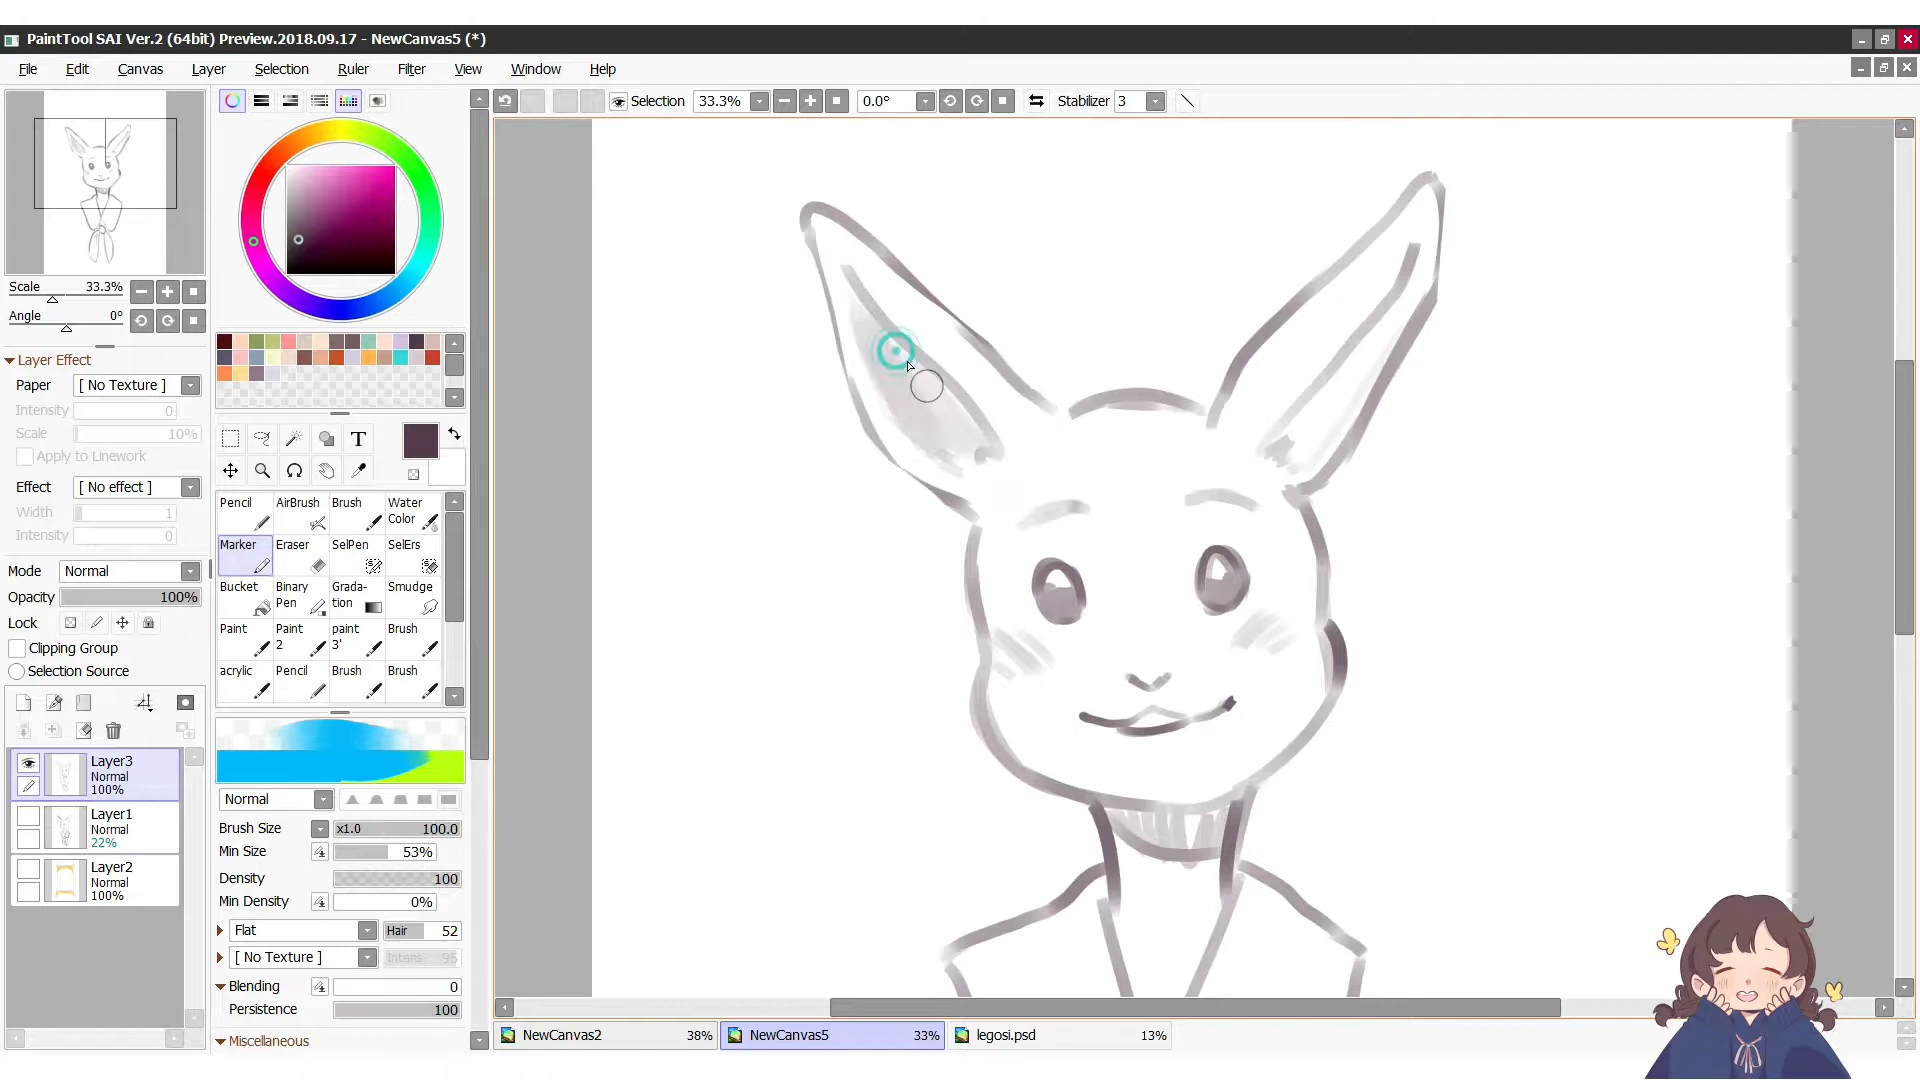 PaintTool SAI Ver.2 (64bit) Preview.2018.09.17 - NewCanvas5 (*)
File Edit Canvas Layer Selection Ruler Filter View Window Help
Selection 33.3% 0.0° Stabilizer 3
Scale 33.3%
Angle 0°
Layer Effect
Paper [ No Texture ]
Intensity 0
Scale 10%
Apply to Linework
Effect [ No effect ]
Width 1
Intensity 0
Mode Normal
Opacity 100%
Lock
Clipping Group
Selection Source
Layer3
Normal
100%
Layer1
Normal
22%
Layer2
Normal
100%
T
Pencil AirBrush Brush Water
Color
Marker Eraser SelPen SelErs
Bucket Binary Grada- Smudge
Pen tion
Paint Paint paint Brush
2 3'
acrylic Pencil Brush Brush
Normal
Brush Size x1.0 100.0
Min Size 53%
Density 100
Min Density 0%
Flat Hair 52
[ No Texture ] Intens 95
Blending 0
Persistence 100
Miscellaneous
NewCanvas2 38% NewCanvas5 33% legosi.psd 13%